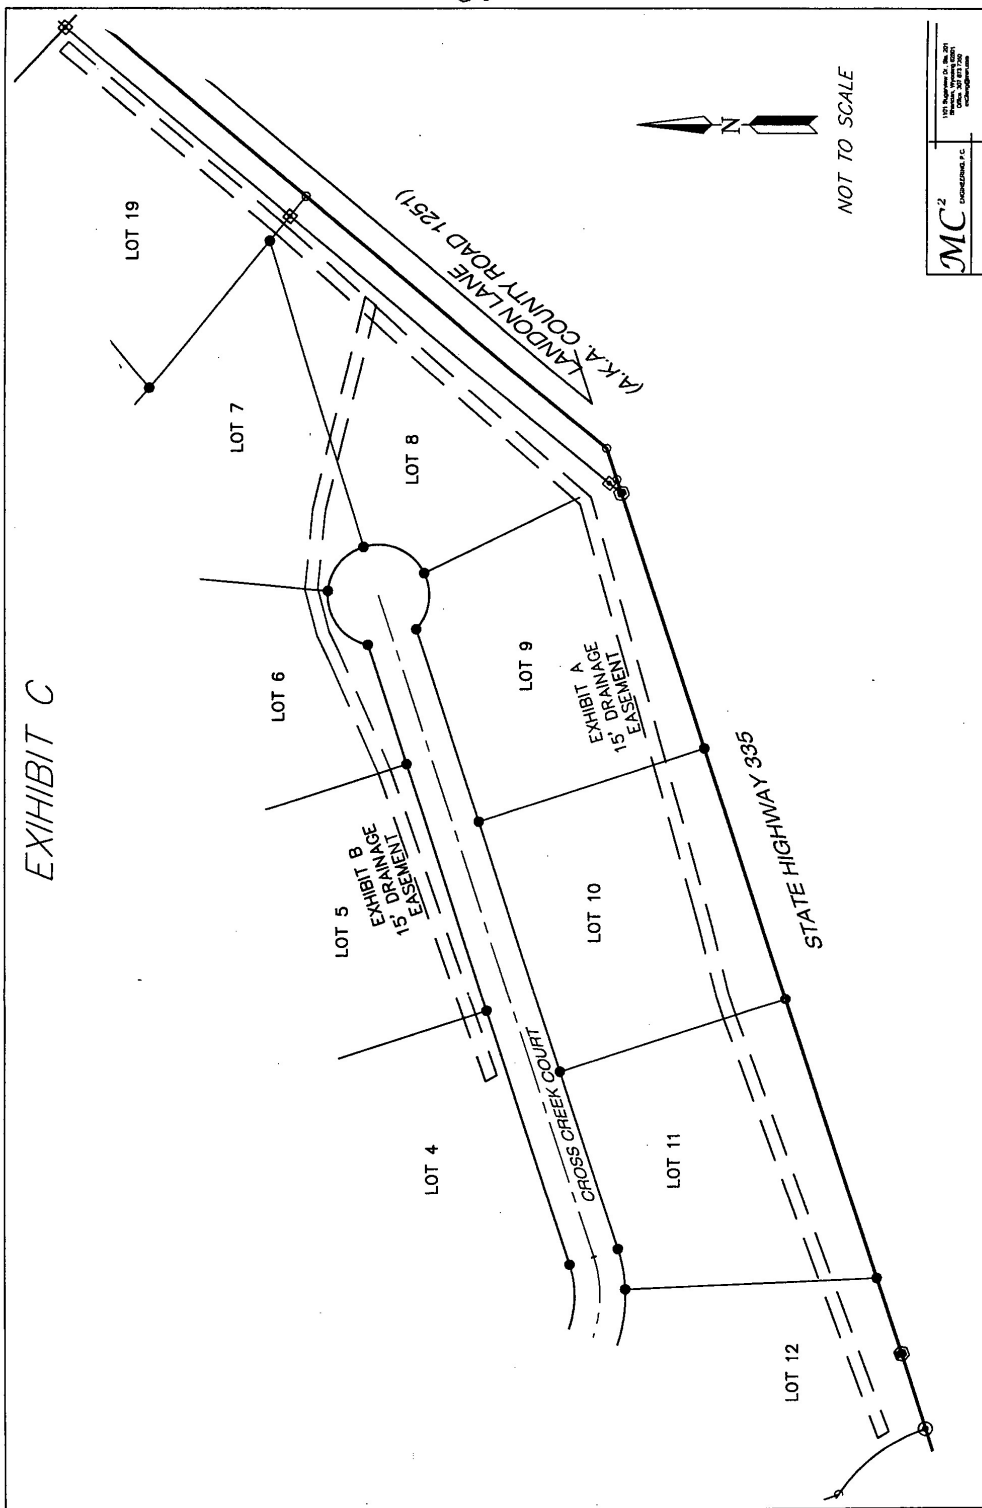 EXIHIBIT C
LOT 19
LOT 7
LOT 8
LANDON LANE
(A.K.A. COUNTY ROAD 1251)
N
NOT TO SCALE
LOT 6
LOT 9
EXHIBIT A
15' DRAINAGE
EASEMENT
LOT 5
EXHIBIT B
15' DRAINAGE
EASEMENT
LOT 10
STATE HIGHWAY 335
LOT 4
CROSS CREEK COURT
LOT 11
LOT 12
MC2
ENGINEERING, P.C.